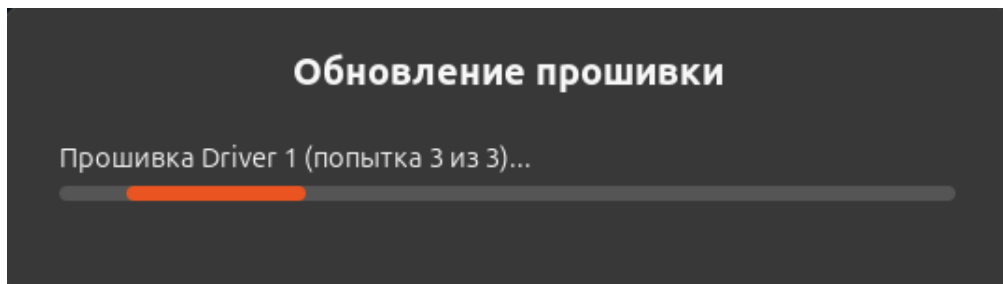 Обновление прошивки
Прошивка Driver 1 (попытка 3 из 3)...